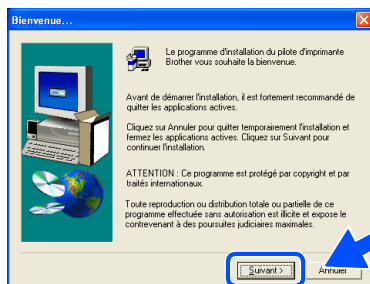 Bienvenue...
Le programme d'installation du pilote d'imprimante
Brother vous souhaite la bienvenue.
Avant de démarrer l'installation, il est fortement recommandé de
quitter les applications actives.
Cliquez sur Annuler pour quitter temporairement l'installation et
fermez les applications actives. Cliquez sur Suivant pour
continuer l'installation.
ATTENTION : Ce programme est protégé par copyright et par
traités internationaux.
Toute reproduction ou distribution totale ou partielle de ce
programme effectuée sans autorisation est illicite et expose le
contrevenant à des poursuites judiciaires maximales.
Suivant >
Annuler